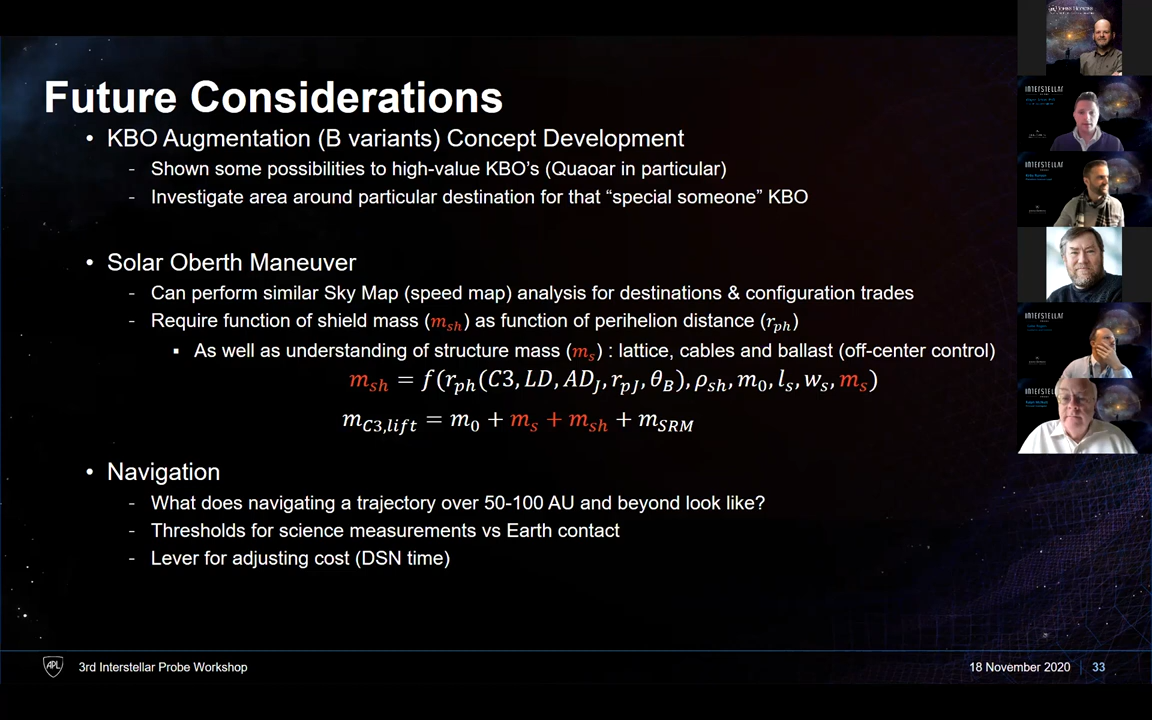 Future Considerations
• KBO Augmentation (B variants) Concept Development
- Shown some possibilities to high-value KBO's (Quaoar in particular)
- Investigate area around particular destination for that “special someone” KBO
• Solar Oberth Maneuver
- Can perform similar Sky Map (speed map) analysis for destinations & configuration trades
- Require function of shield mass (m_sh) as function of perihelion distance (r_ph)
▪ As well as understanding of structure mass (m_s) : lattice, cables and ballast (off-center control)
m_sh = f(r_ph(C3, LD, AD_J, r_pJ, θ_B), ρ_sh, m_0, l_s, w_s, m_s)
m_C3,lift = m_0 + m_s + m_sh + m_SRM
• Navigation
- What does navigating a trajectory over 50-100 AU and beyond look like?
- Thresholds for science measurements vs Earth contact
- Lever for adjusting cost (DSN time)
APL
3rd Interstellar Probe Workshop
18 November 2020 | 33
INTERSTELLAR
INTERSTELLAR
INTERSTELLAR
INTERSTELLAR